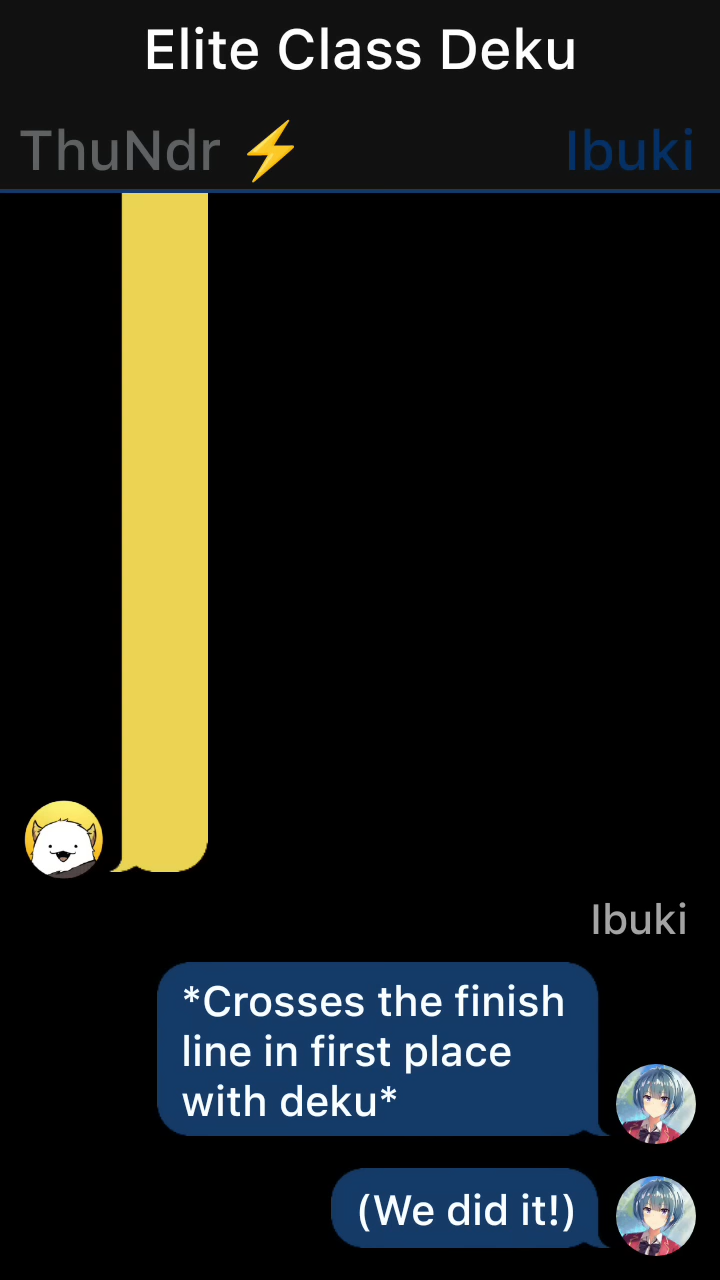 Elite Class Deku
ThuNdr ⚡ Ibuki
Ibuki
*Crosses the finish
line in first place
with deku*
(We did it!)